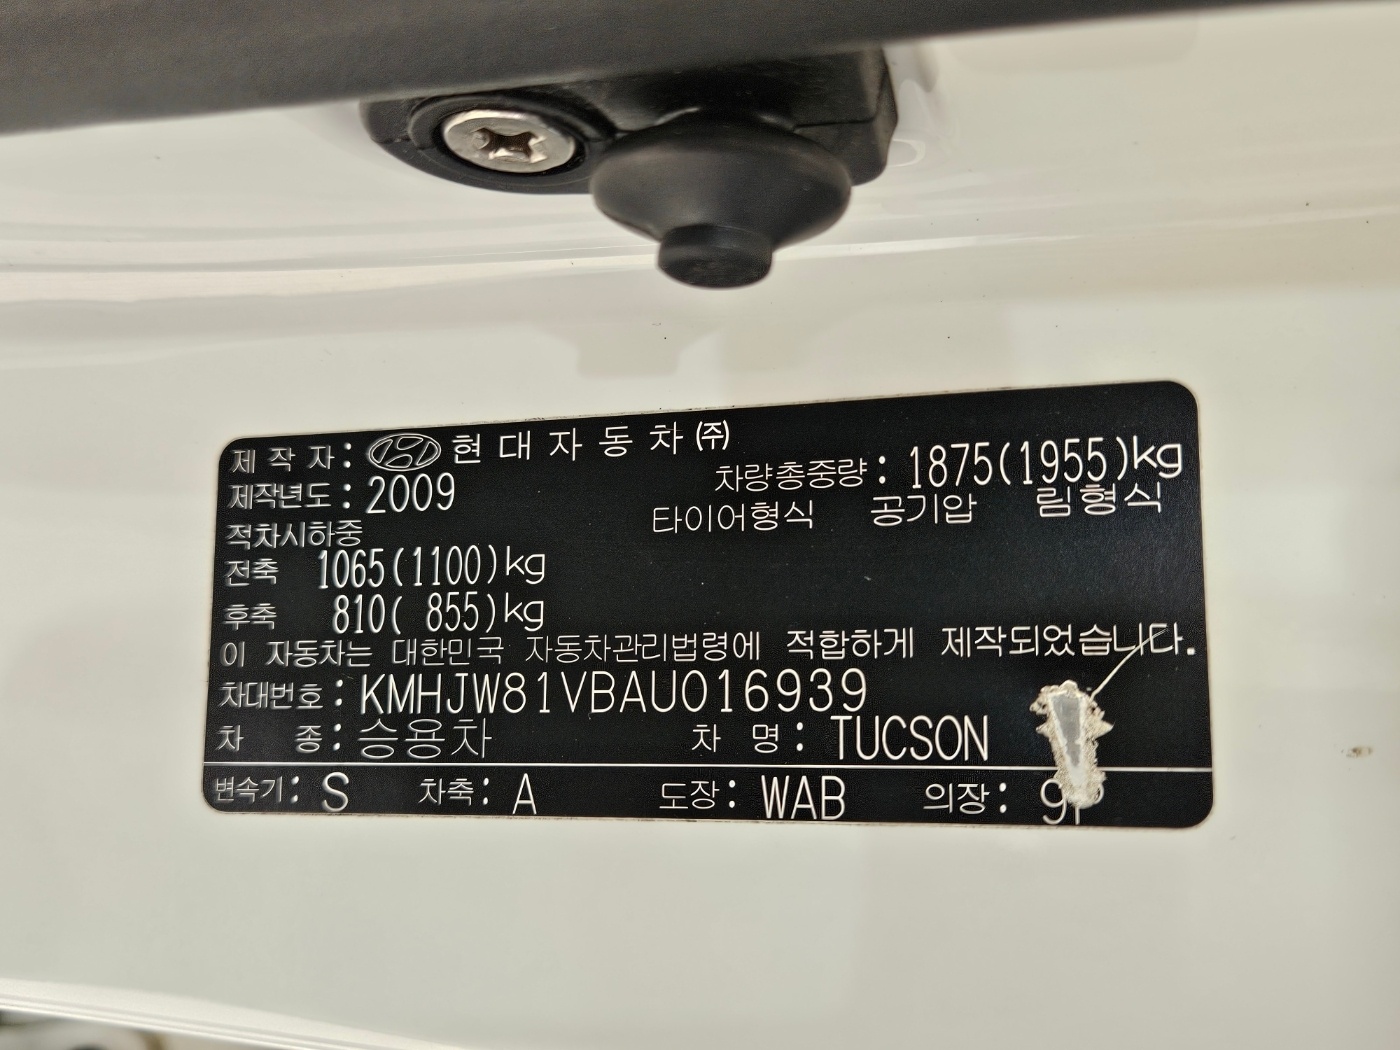 제 작 자 : 현 대 자 동 차 ㈜
제작년도 : 2009
차량총중량 : 1875(1955)kg
적차시하중
타이어형식 공기압 림형식
전축 1065(1100)kg
후축 810( 855)kg
이 자동차는 대한민국 자동차관리법령에 적합하게 제작되었습니다.
차대번호 : KMHJW81VBAU016939
차 종 : 승용차 차 명 : TUCSON
변속기 : S 차축 : A 도장 : WAB 의장 :